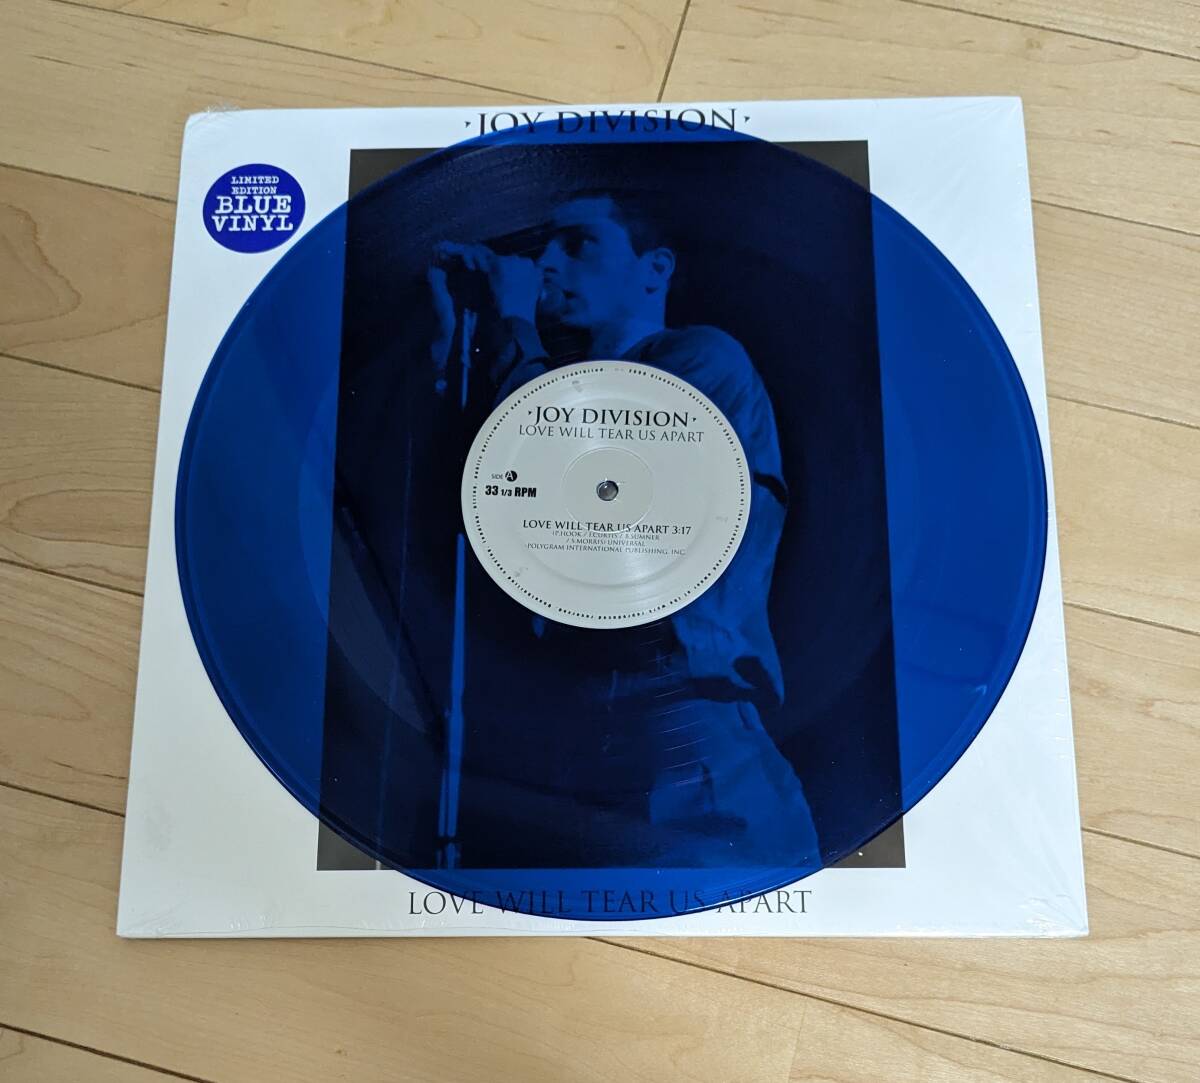 ·JOY DIVISION·
LIMITED
EDITION
BLUE
VINYL
·JOY DIVISION·
LOVE WILL TEAR US APART
SIDE A
33 1/3 RPM
LOVE WILL TEAR US APART 3:17
(P.HOOK / I.CURTIS / B.SUMNER
/ S.MORRIS) UNIVERSAL
-POLYGRAM INTERNATIONAL PUBLISHING, INC.
LOVE WILL TEAR US APART